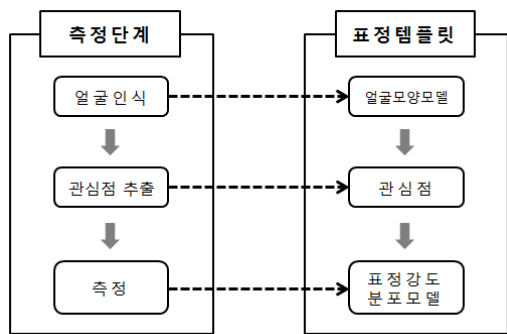 측정단계
표정템플릿
얼굴인식
얼굴모양모델
관심점 추출
관심점
측정
표정강도
분포모델